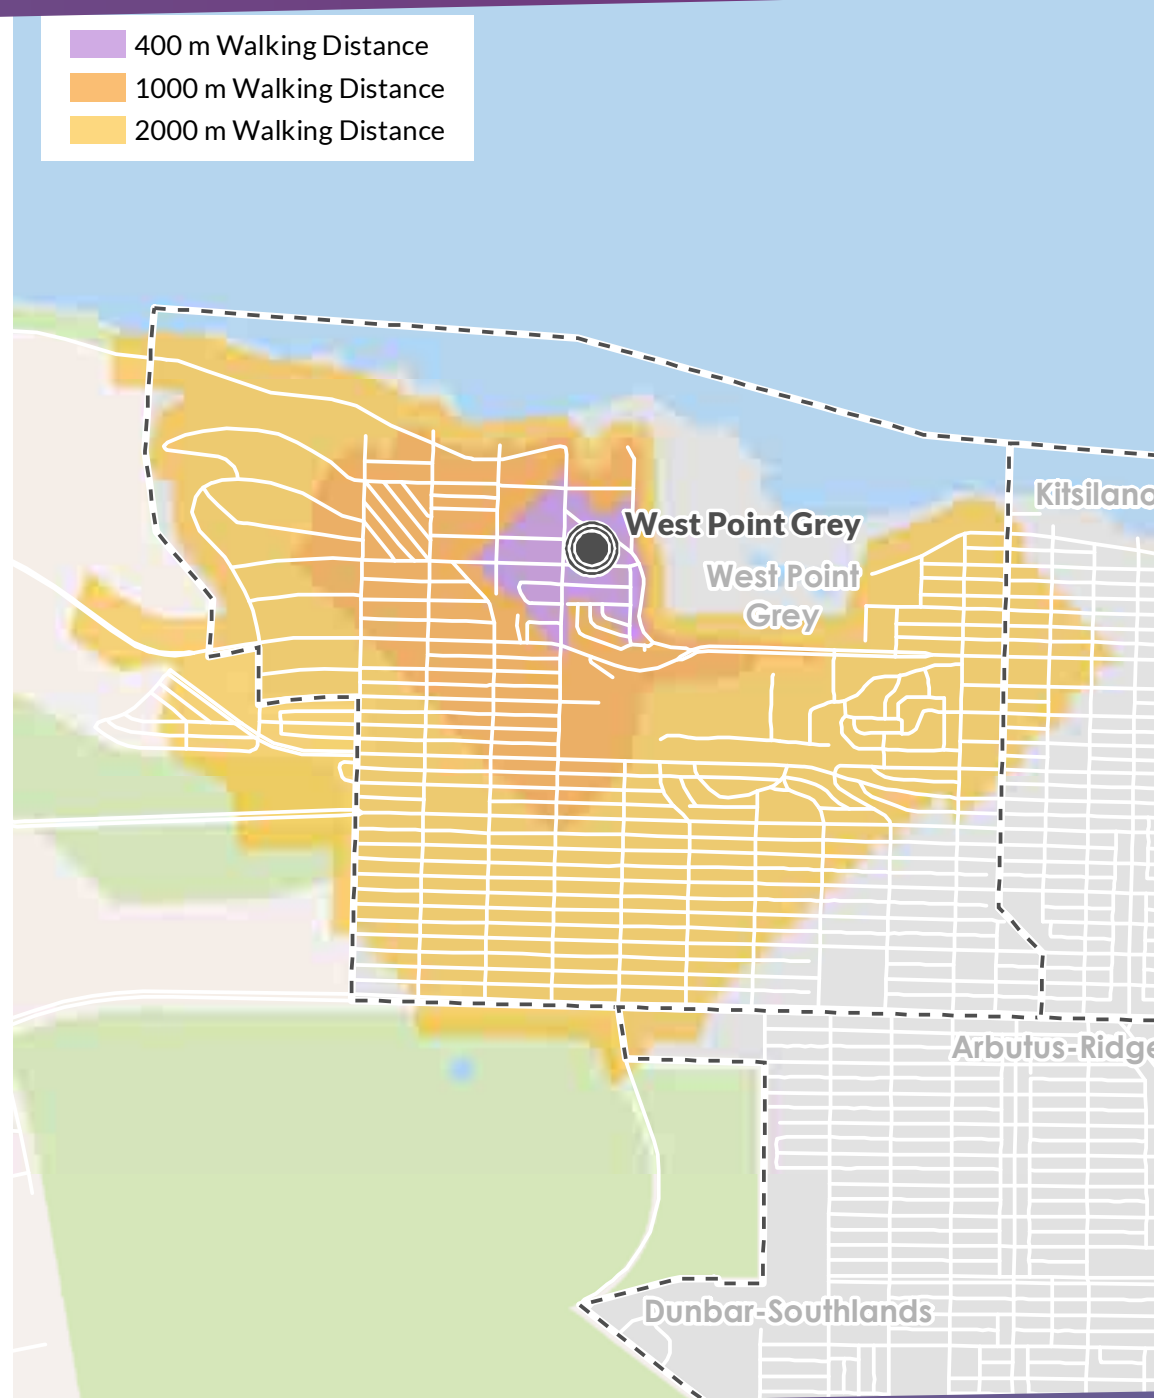 400 m Walking Distance
1000 m Walking Distance
2000 m Walking Distance
Kitsilano
West Point Grey
West Point
Grey
Arbutus-Ridge
Dunbar-Southlands